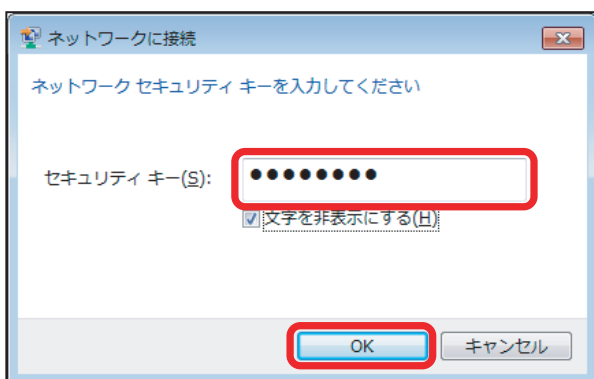 ネットワークに接続
ネットワーク セキュリティ キーを入力してください
セキュリティ キー(S): ●●●●●●●●
文字を非表示にする(H)
OK キャンセル